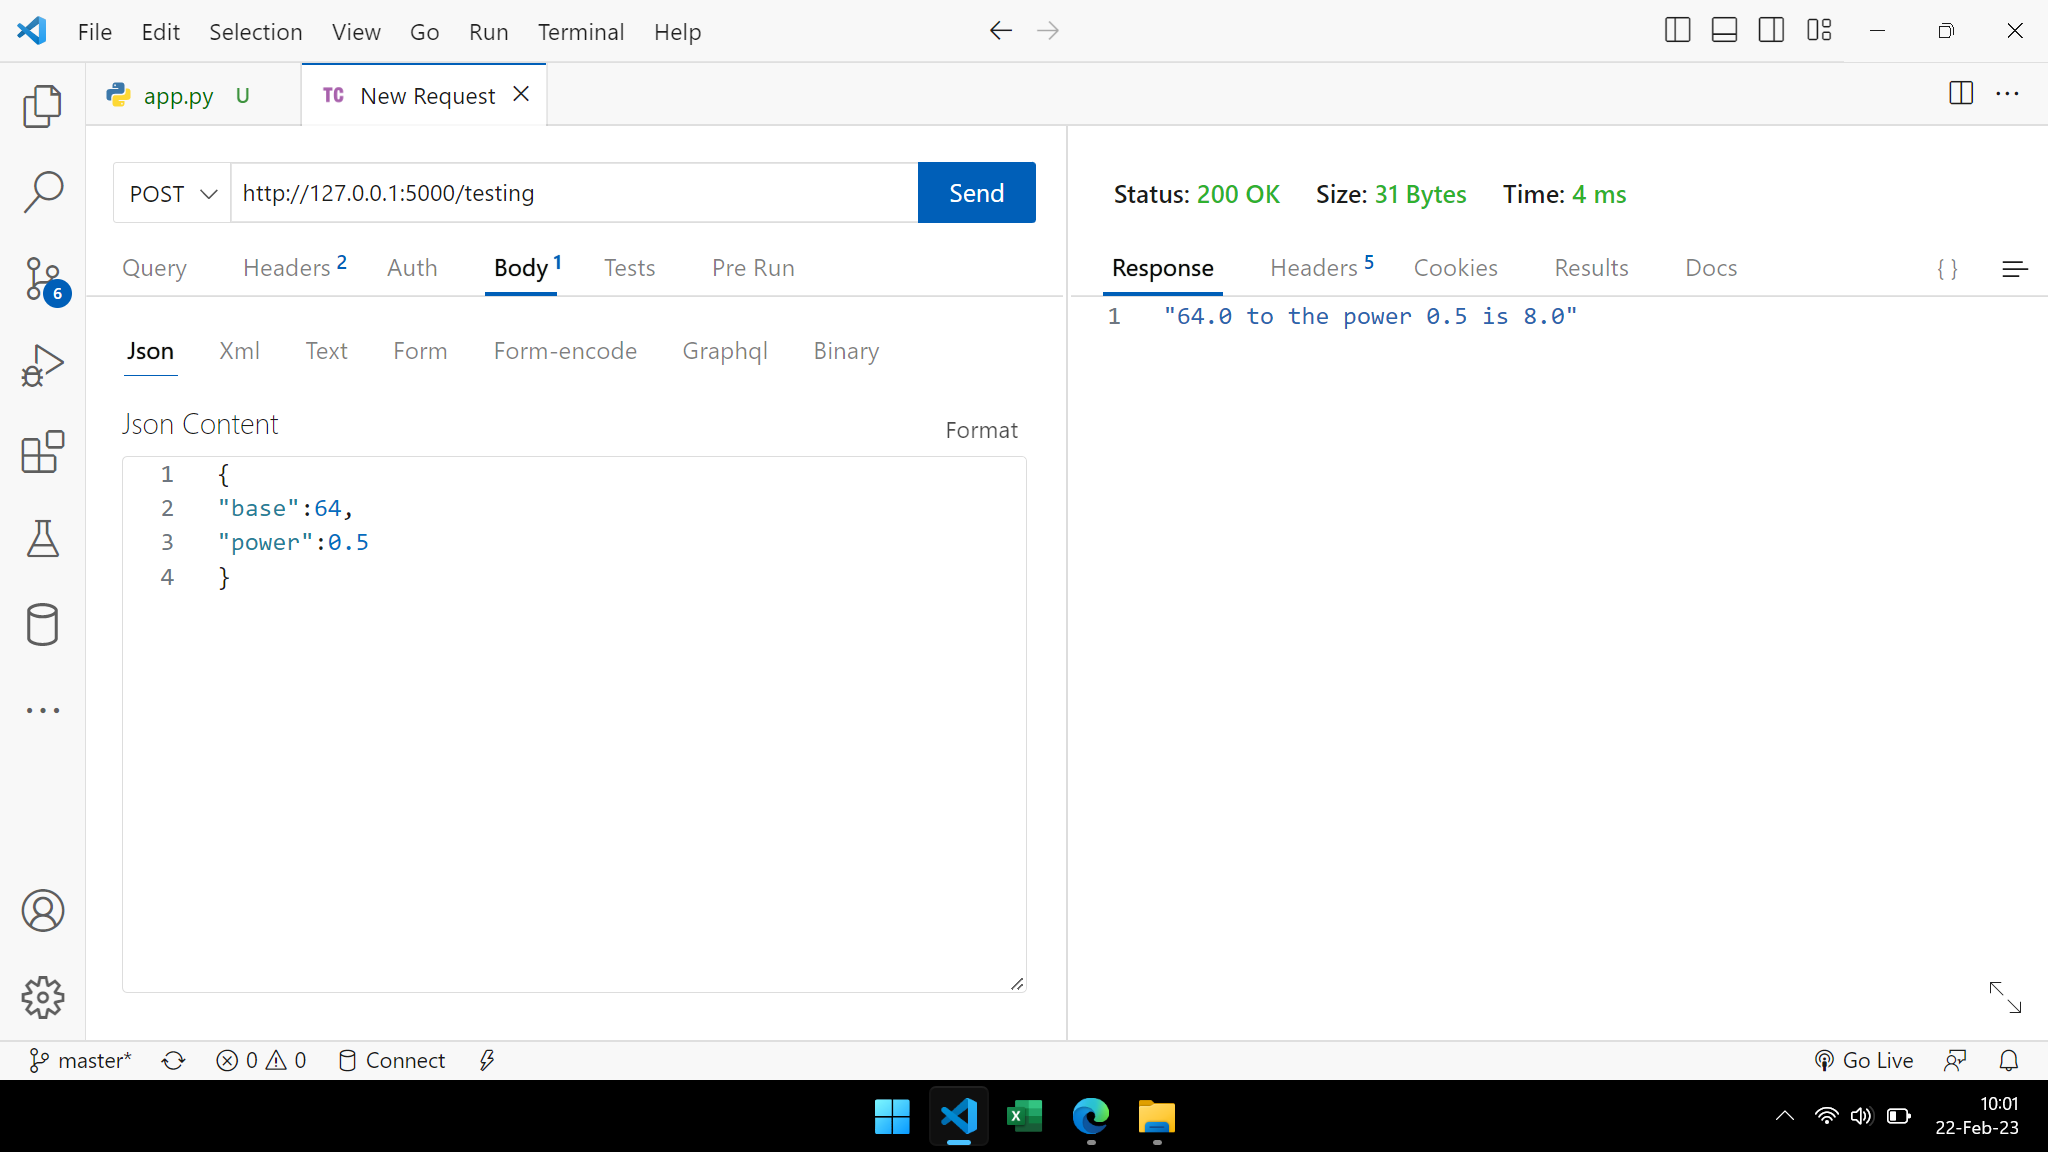 File Edit Selection View Go Run Terminal Help
app.py U TC New Request
POST http://127.0.0.1:5000/testing Send
Query Headers 2 Auth Body 1 Tests Pre Run
Json Xml Text Form Form-encode Graphql Binary
Json Content Format
1 {
2 "base":64,
3 "power":0.5
4 }
Status: 200 OK Size: 31 Bytes Time: 4 ms
Response Headers 5 Cookies Results Docs { }
1 "64.0 to the power 0.5 is 8.0"
6
master* 0 0 Connect Go Live
10:01
22-Feb-23